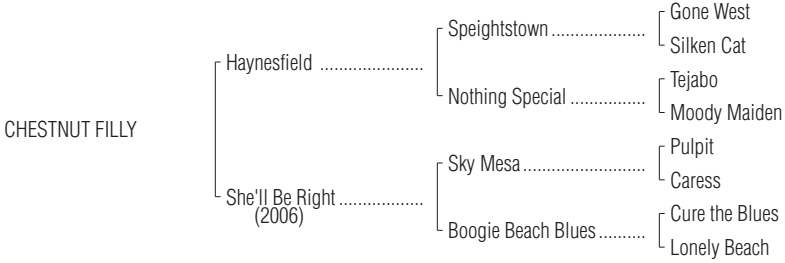 Gone West
Speightstown ....................
Silken Cat
Haynesfield ......................
Tejabo
Nothing Special ................
Moody Maiden
CHESTNUT FILLY
Pulpit
Sky Mesa ..........................
Caress
She'll Be Right ..................
(2006)
Cure the Blues
Boogie Beach Blues ..........
Lonely Beach